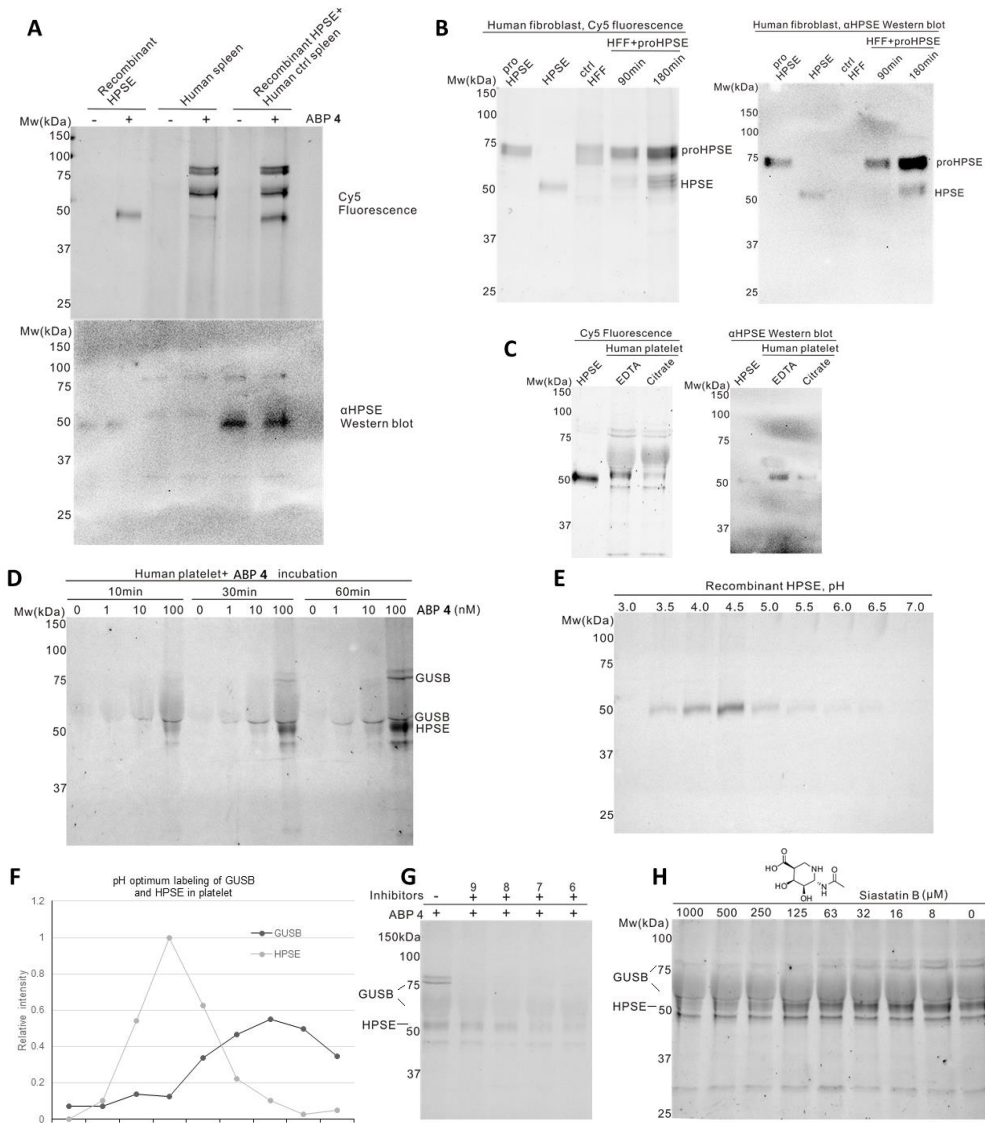 A
Recombinant
HPSE
Human spleen
Recombinant HPSE+
Human ctrl spleen
Mw(kDa)
- + - + - + ABP 4
150
100
75
50
37
25
Cy5
Fluorescence
Mw(kDa)
150
100
75
50
37
25
αHPSE
Western blot
B
Human fibroblast, Cy5 fluorescence
HFF+proHPSE
pro
HPSE
HPSE
ctrl
HFF
90min
180min
Mw(kDa)
150
100
75
50
37
25
proHPSE
HPSE
Human fibroblast, αHPSE Western blot
HFF+proHPSE
pro
HPSE
HPSE
ctrl
HFF
90min
180min
Mw(kDa)
150
100
75
50
37
25
proHPSE
HPSE
C
Cy5 Fluorescence
Human platelet
HPSE
EDTA
Citrate
Mw(kDa)
150
100
75
50
37
αHPSE Western blot
Human platelet
HPSE
EDTA
Citrate
Mw(kDa)
150
100
75
50
37
D
Human platelet+ ABP 4 incubation
10min 30min 60min
Mw(kDa) 0 1 10 100 0 1 10 100 0 1 10 100 ABP 4 (nM)
150
100
75
50
37
GUSB
GUSB
HPSE
E
Recombinant HPSE, pH
3.0 3.5 4.0 4.5 5.0 5.5 6.0 6.5 7.0
Mw(kDa)
100
75
50
37
25
F
pH optimum labeling of GUSB
and HPSE in platelet
GUSB
HPSE
Relative intensity
1.2
1
0.8
0.6
0.4
0.2
0
G
9 8 7 6
Inhibitors - + + + +
ABP 4 + + + + +
150kDa
100
75
50
37
GUSB
HPSE
H
O
HO
NH
HO
OH
N
H
O
Siastatin B (μM)
1000 500 250 125 63 32 16 8 0
Mw(kDa)
100
75
50
37
25
GUSB
HPSE